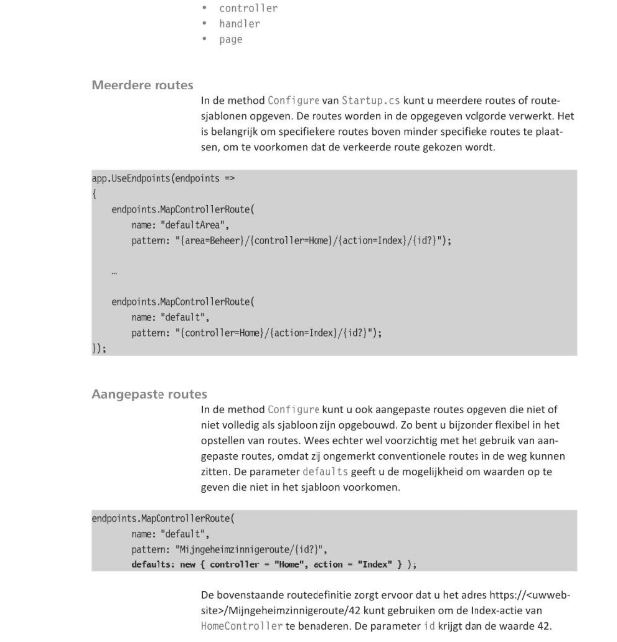 • controller
• handler
• page
Meerdere routes
In de method Configure van Startup.cs kunt u meerdere routes of route-
sjablonen opgeven. De routes worden in de opgegeven volgorde verwerkt. Het
is belangrijk om specifiekere routes boven minder specifieke routes te plaat-
sen, om te voorkomen dat de verkeerde route gekozen wordt.
app.UseEndpoints(endpoints =>
{
endpoints.MapControllerRoute(
name: "defaultArea",
pattern: "{area=Beheer}/{controller=Home}/{action=Index}/{id?}");
…
endpoints.MapControllerRoute(
name: "default",
pattern: "{controller=Home}/{action=Index}/{id?}");
});
Aangepaste routes
In de method Configure kunt u ook aangepaste routes opgeven die niet of
niet volledig als sjabloon zijn opgebouwd. Zo bent u bijzonder flexibel in het
opstellen van routes. Wees echter wel voorzichtig met het gebruik van aan-
gepaste routes, omdat zij ongemerkt conventionele routes in de weg kunnen
zitten. De parameter defaults geeft u de mogelijkheid om waarden op te
geven die niet in het sjabloon voorkomen.
endpoints.MapControllerRoute(
name: "default",
pattern: "Mijngeheimzinnigeroute/{id?}",
defaults: new { controller = "Home", action = "Index" } );
De bovenstaande routedefinitie zorgt ervoor dat u het adres https://<uwweb-
site>/Mijngeheimzinnigeroute/42 kunt gebruiken om de Index-actie van
HomeController te benaderen. De parameter id krijgt dan de waarde 42.